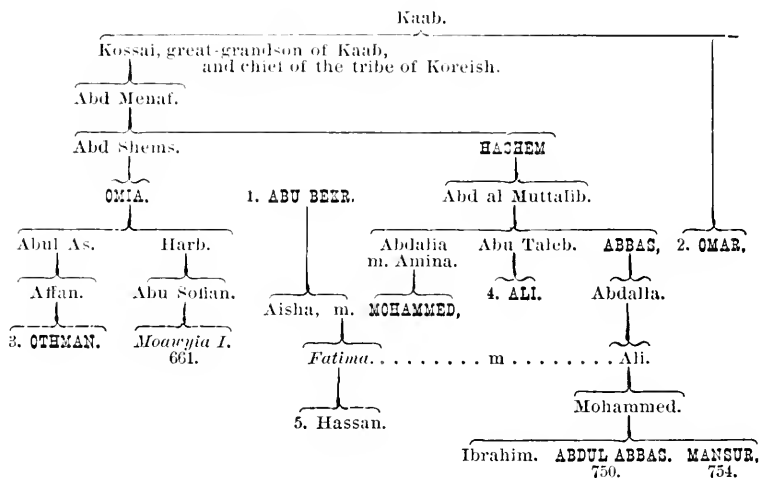 Kaab.
Kossai, great-grandson of Kaab,
and chief of the tribe of Koreish.
Abd Menaf.
Abd Shems. HACHEM
OMIA. 1. ABU BEKR. Abd al Muttalib.
Abul As. Harb. Abdalia Abu Taleb. ABBAS, 2. OMAR,
m. Amina.
Affan. Abu Sofian. 4. ALI. Abdalla.
Aisha, m. MOHAMMED,
3. OTHMAN. Moawyia I.
661.
Fatima. . . . . . . . . m . . . . . . . . Ali.
Mohammed.
5. Hassan.
Ibrahim. ABDUL ABBAS. MANSUR,
750. 754.